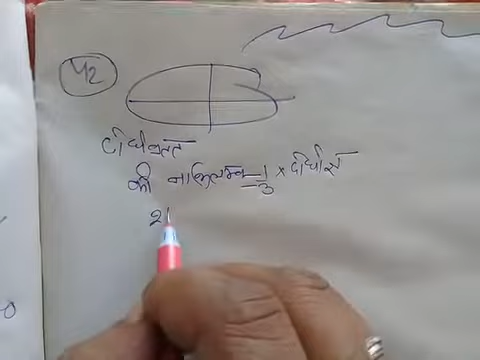 42
दीर्घवृत्त
की नाभिलम्ब = 1/3 × दीर्घाक्ष